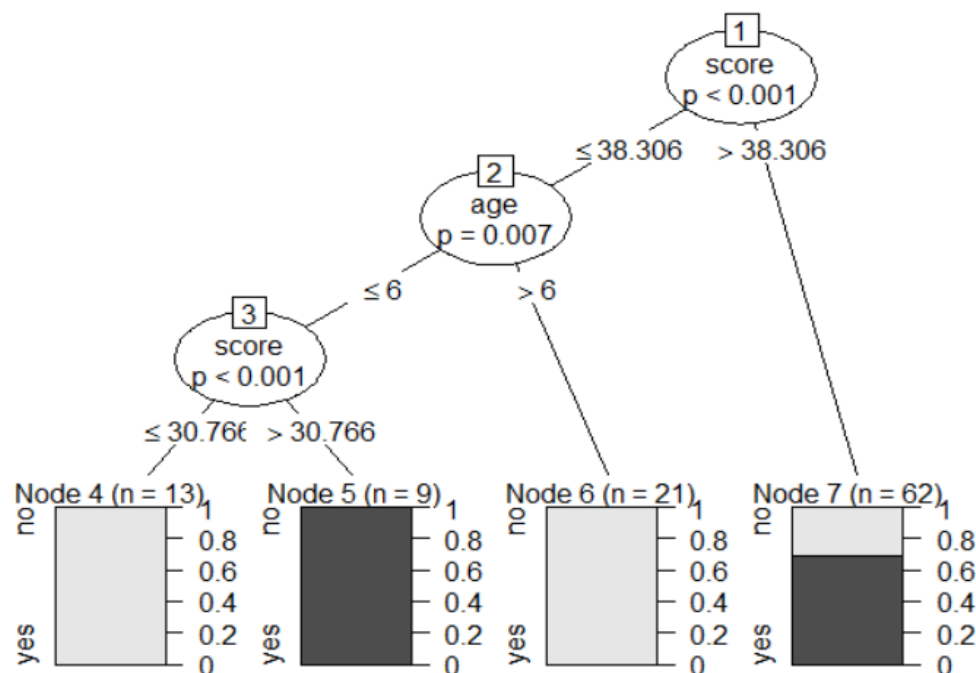 1
score
p < 0.001
≤ 38.306
> 38.306
2
age
p = 0.007
≤ 6
> 6
3
score
p < 0.001
≤ 30.766
> 30.766
Node 4 (n = 13)
no
yes
1
0.8
0.6
0.4
0.2
0
Node 5 (n = 9)
no
yes
1
0.8
0.6
0.4
0.2
0
Node 6 (n = 21)
no
yes
1
0.8
0.6
0.4
0.2
0
Node 7 (n = 62)
no
yes
1
0.8
0.6
0.4
0.2
0